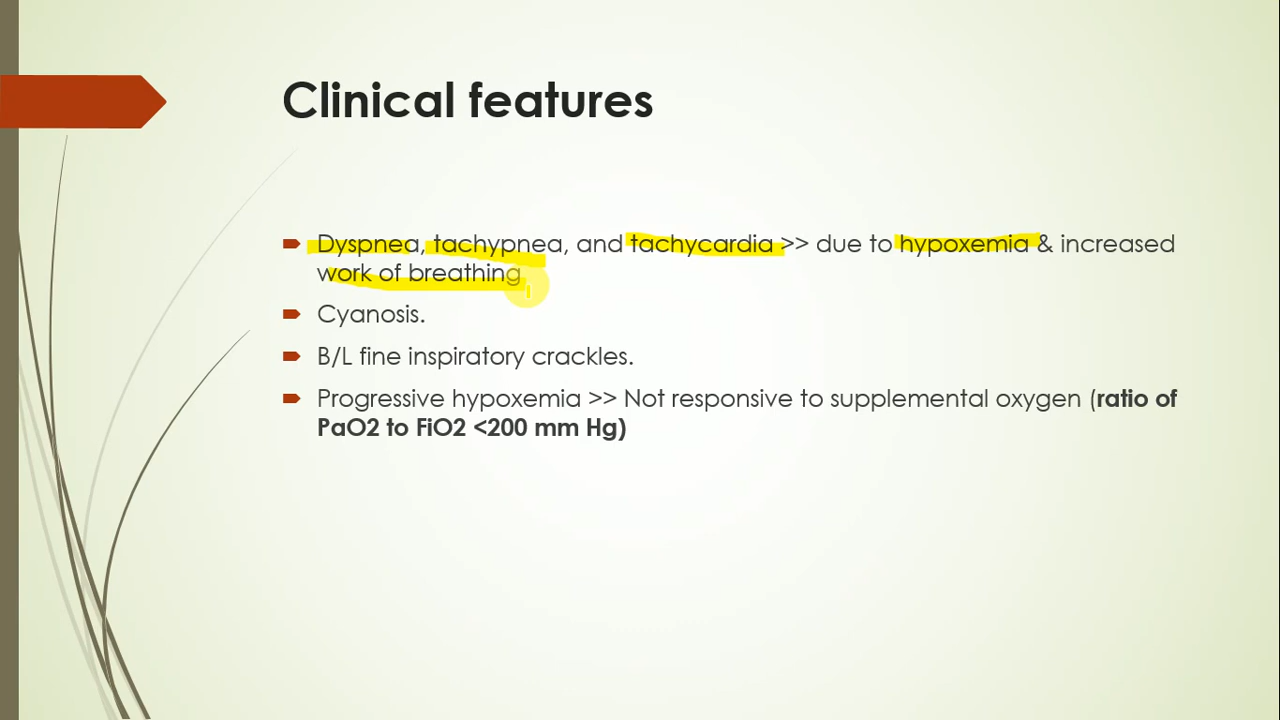 Clinical features
Dyspnea, tachypnea, and tachycardia >> due to hypoxemia & increased
work of breathing
Cyanosis.
B/L fine inspiratory crackles.
Progressive hypoxemia >> Not responsive to supplemental oxygen (ratio of
PaO2 to FiO2 <200 mm Hg)